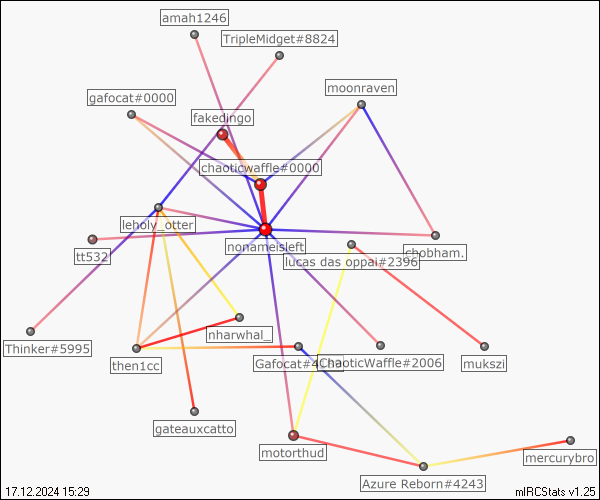 amah1246
TripleMidget#8824
moonraven
gafocat#0000
fakedingo
chaoticwaffle#0000
leholy_otter
nonameisleft
chobham.
tt532
lucas das oppai#2396
nharwhal_
Thinker#5995
then1cc
ChaoticWaffle#2006
mukszi
gateauxcatto
motorthud
mercurybro
Azure Reborn#4243
17.12.2024 15:29
mIRCStats v1.25